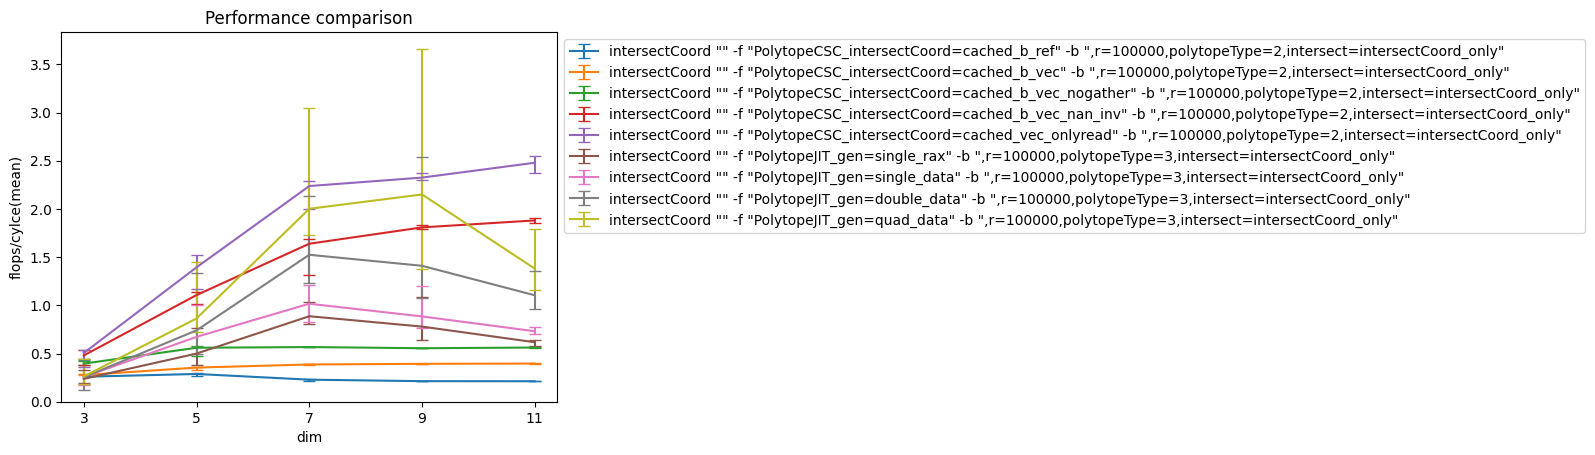 Performance comparison
flops/cylce(mean)
3.5
3.0
2.5
2.0
1.5
1.0
0.5
0.0
3 5 7 9 11
dim
intersectCoord "" -f "PolytopeCSC_intersectCoord=cached_b_ref" -b ",r=100000,polytopeType=2,intersect=intersectCoord_only"
intersectCoord "" -f "PolytopeCSC_intersectCoord=cached_b_vec" -b ",r=100000,polytopeType=2,intersect=intersectCoord_only"
intersectCoord "" -f "PolytopeCSC_intersectCoord=cached_b_vec_nogather" -b ",r=100000,polytopeType=2,intersect=intersectCoord_only"
intersectCoord "" -f "PolytopeCSC_intersectCoord=cached_b_vec_nan_inv" -b ",r=100000,polytopeType=2,intersect=intersectCoord_only"
intersectCoord "" -f "PolytopeCSC_intersectCoord=cached_vec_onlyread" -b ",r=100000,polytopeType=2,intersect=intersectCoord_only"
intersectCoord "" -f "PolytopeJIT_gen=single_rax" -b ",r=100000,polytopeType=3,intersect=intersectCoord_only"
intersectCoord "" -f "PolytopeJIT_gen=single_data" -b ",r=100000,polytopeType=3,intersect=intersectCoord_only"
intersectCoord "" -f "PolytopeJIT_gen=double_data" -b ",r=100000,polytopeType=3,intersect=intersectCoord_only"
intersectCoord "" -f "PolytopeJIT_gen=quad_data" -b ",r=100000,polytopeType=3,intersect=intersectCoord_only"